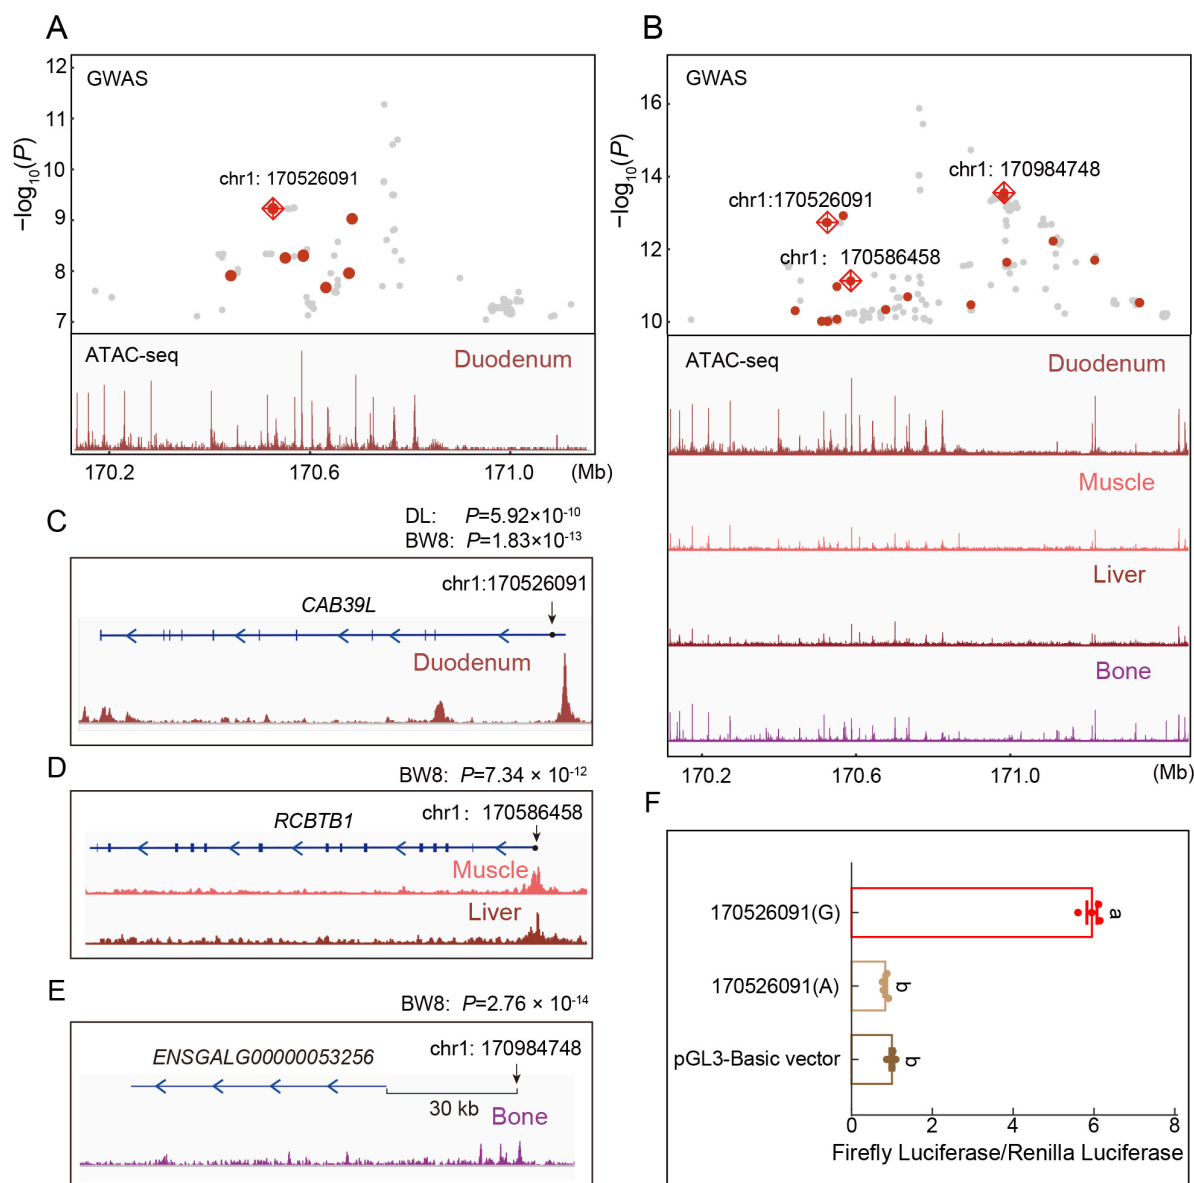 A
GWAS
−log10(P)
12
11
10
9
8
7
chr1: 170526091
ATAC-seq
Duodenum
170.2
170.6
171.0
(Mb)
B
GWAS
−log10(P)
16
14
12
10
chr1: 170984748
chr1:170526091
chr1: 170586458
ATAC-seq
Duodenum
Muscle
Liver
Bone
170.2
170.6
171.0
(Mb)
C
DL: P=5.92×10-10
BW8: P=1.83×10-13
chr1:170526091
CAB39L
Duodenum
D
BW8: P=7.34 × 10-12
chr1: 170586458
RCBTB1
Muscle
Liver
E
BW8: P=2.76 × 10-14
chr1: 170984748
ENSGALG00000053256
30 kb
Bone
F
170526091(G)
a
170526091(A)
b
pGL3-Basic vector
b
0
2
4
6
8
Firefly Luciferase/Renilla Luciferase